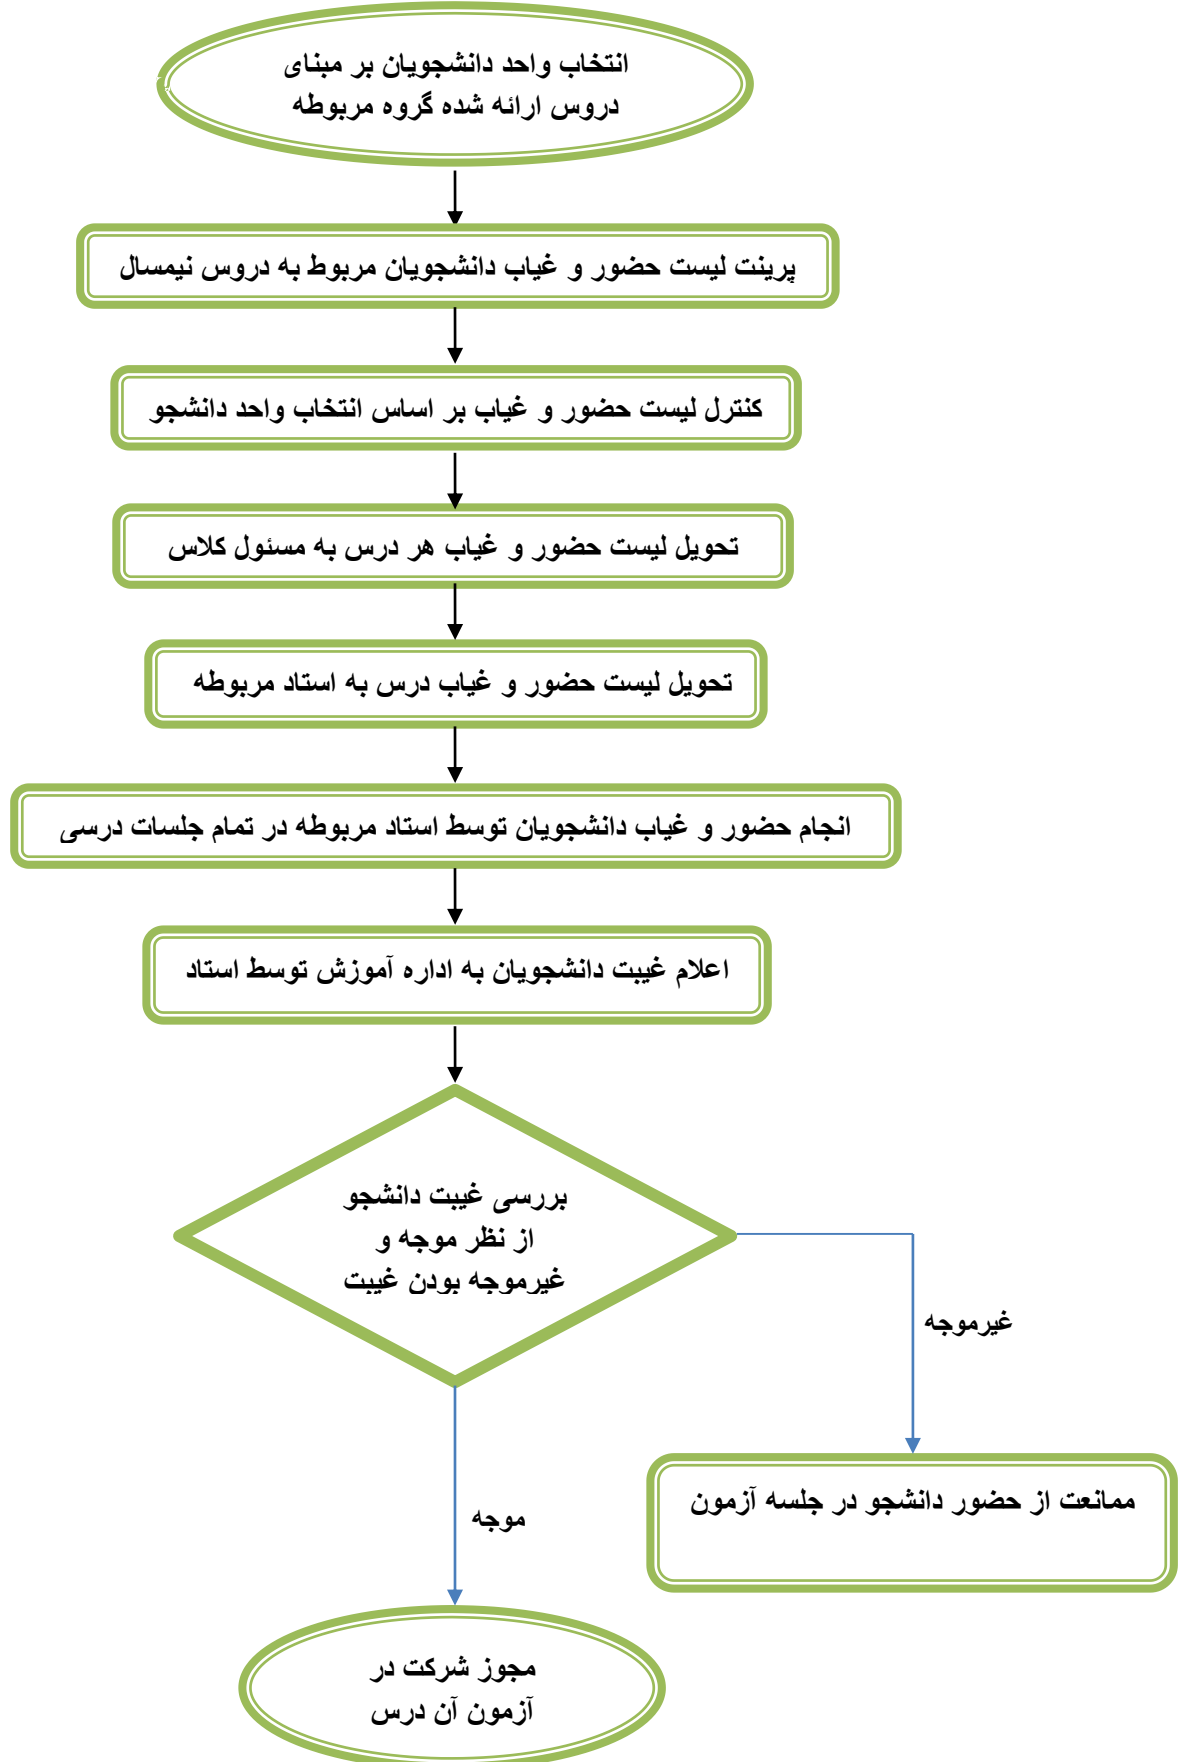 انتخاب واحد دانشجویان بر مبنای
دروس ارائه شده گروه مربوطه
پرینت لیست حضور و غیاب دانشجویان مربوط به دروس نیمسال
کنترل لیست حضور و غیاب بر اساس انتخاب واحد دانشجو
تحویل لیست حضور و غیاب هر درس به مسئول کلاس
تحویل لیست حضور و غیاب درس به استاد مربوطه
انجام حضور و غیاب دانشجویان توسط استاد مربوطه در تمام جلسات درسی
اعلام غیبت دانشجویان به اداره آموزش توسط استاد
بررسی غیبت دانشجو
از نظر موجه و
غیرموجه بودن غیبت
غیرموجه
ممانعت از حضور دانشجو در جلسه آزمون
موجه
مجوز شرکت در
آزمون آن درس